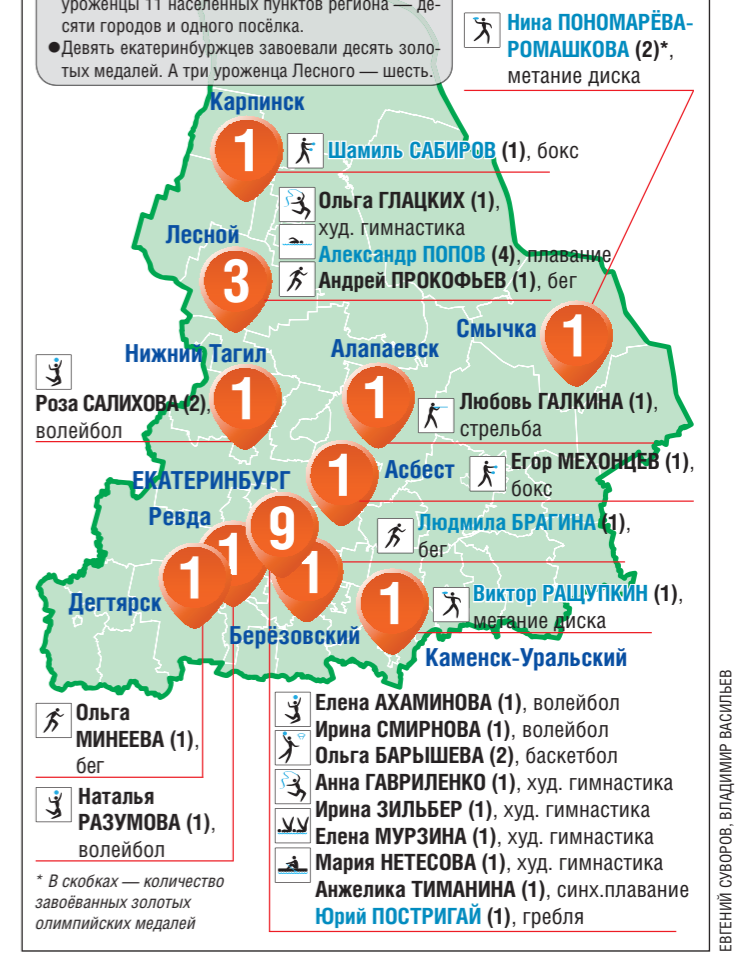 уроженцы 11 населённых пунктов региона — де-
сяти городов и одного посёлка.
●Девять екатеринбуржцев завоевали десять золо-
тых медалей. А три уроженца Лесного — шесть.
Нина ПОНОМАРЁВА-
РОМАШКОВА (2)*,
метание диска
Карпинск
1
Шамиль САБИРОВ (1), бокс
Лесной
3
Ольга ГЛАЦКИХ (1),
худ. гимнастика
Александр ПОПОВ (4), плавание
Андрей ПРОКОФЬЕВ (1), бег
Смычка
1
Нижний Тагил
1
Роза САЛИХОВА (2),
волейбол
Алапаевск
1
Любовь ГАЛКИНА (1),
стрельба
Асбест
1
Егор МЕХОНЦЕВ (1),
бокс
ЕКАТЕРИНБУРГ
9
Ревда
1
Людмила БРАГИНА (1),
бег
Дегтярск
1
Берёзовский
1
Виктор РАЩУПКИН (1),
метание диска
1
Каменск-Уральский
Ольга
МИНЕЕВА (1),
бег
Наталья
РАЗУМОВА (1),
волейбол
Елена АХАМИНОВА (1), волейбол
Ирина СМИРНОВА (1), волейбол
Ольга БАРЫШЕВА (2), баскетбол
Анна ГАВРИЛЕНКО (1), худ. гимнастика
Ирина ЗИЛЬБЕР (1), худ. гимнастика
Елена МУРЗИНА (1), худ. гимнастика
Мария НЕТЕСОВА (1), худ. гимнастика
Анжелика ТИМАНИНА (1), синх.плавание
Юрий ПОСТРИГАЙ (1), гребля
* В скобках — количество
завоёванных золотых
олимпийских медалей
ЕВГЕНИЙ СУВОРОВ, ВЛАДИМИР ВАСИЛЬЕВ